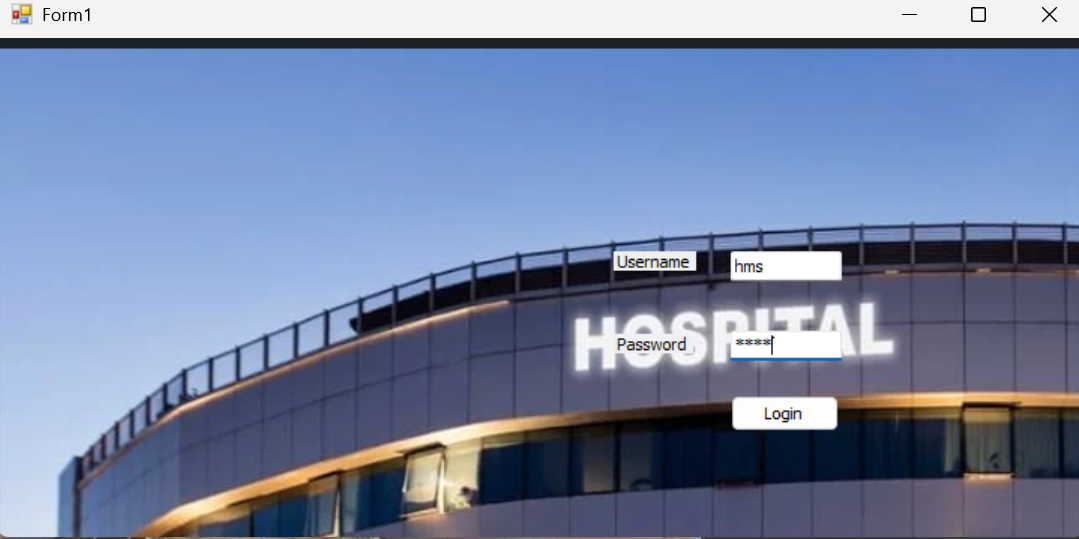 Form1
Username
hms
HOSPITAL
Password
****
Login